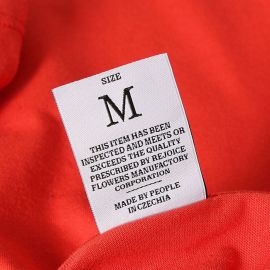 SIZE
M
THIS ITEM HAS BEEN
INSPECTED AND MEETS OR
EXCEEDS THE QUALITY
PRESCRIBED BY REJOICE
FLOWERS MANUFACTORY
CORPORATION
MADE BY PEOPLE
IN CZECHIA